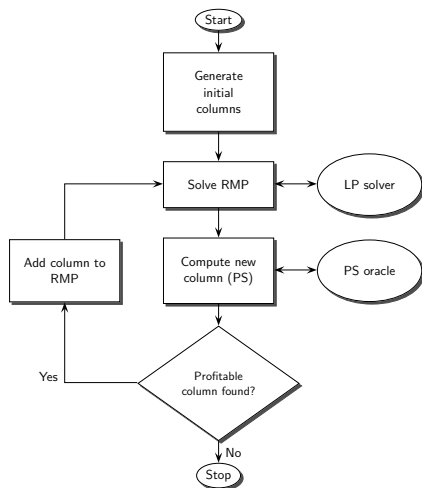 Start
Generate
initial
columns
Solve RMP
LP solver
Add column to
RMP
Compute new
column (PS)
PS oracle
Profitable
column found?
Yes
No
Stop